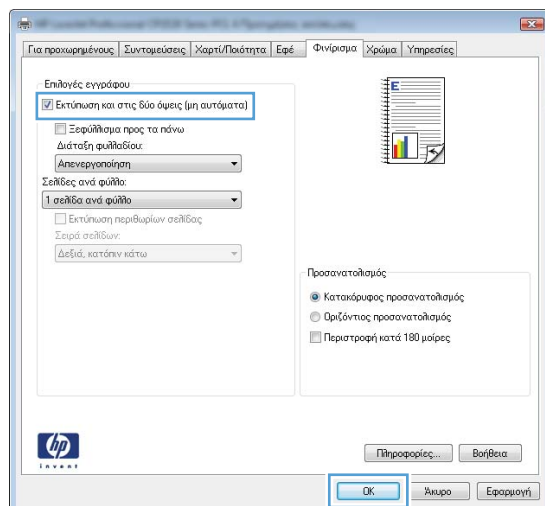 Για προχωρημένους Συντομεύσεις Χαρτί/Ποιότητα Εφέ Φινίρισμα Χρώμα Υπηρεσίες
Επιλογές εγγράφου
Εκτύπωση και στις δύο όψεις (μη αυτόματα)
Ξεφύλλισμα προς τα πάνω
Διάταξη φυλλαδίου:
Απενεργοποίηση
Σελίδες ανά φύλλο:
1 σελίδα ανά φύλλο
Εκτύπωση περιθωρίων σελίδας
Σειρά σελίδων:
Δεξιά, κατόπιν κάτω
E
Προσανατολισμός
Κατακόρυφος προσανατολισμός
Οριζόντιος προσανατολισμός
Περιστροφή κατά 180 μοίρες
hp
invent
Πληροφορίες... Βοήθεια
OK Άκυρο Εφαρμογή